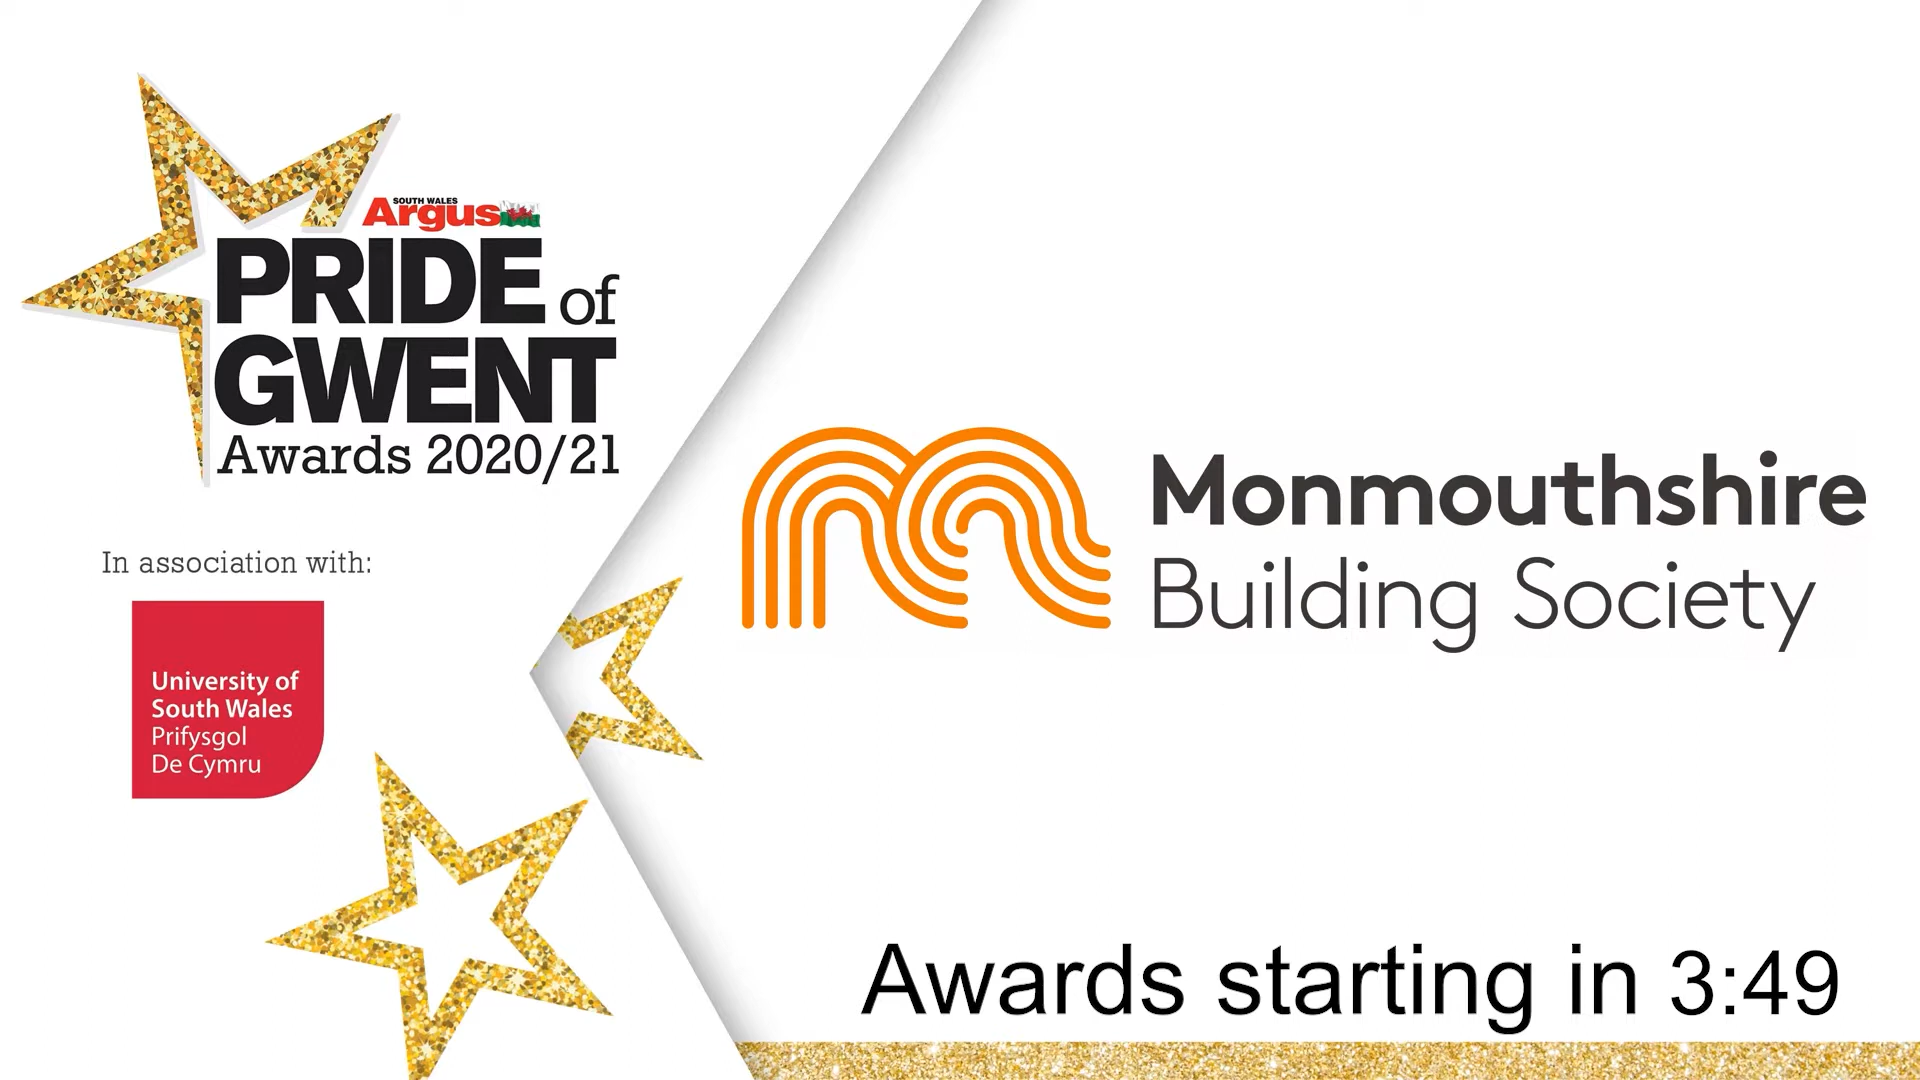 SOUTH WALES
Argus
PRIDE of
GWENT
Awards 2020/21
In association with:
University of
South Wales
Prifysgol
De Cymru
Monmouthshire
Building Society
Awards starting in 3:49